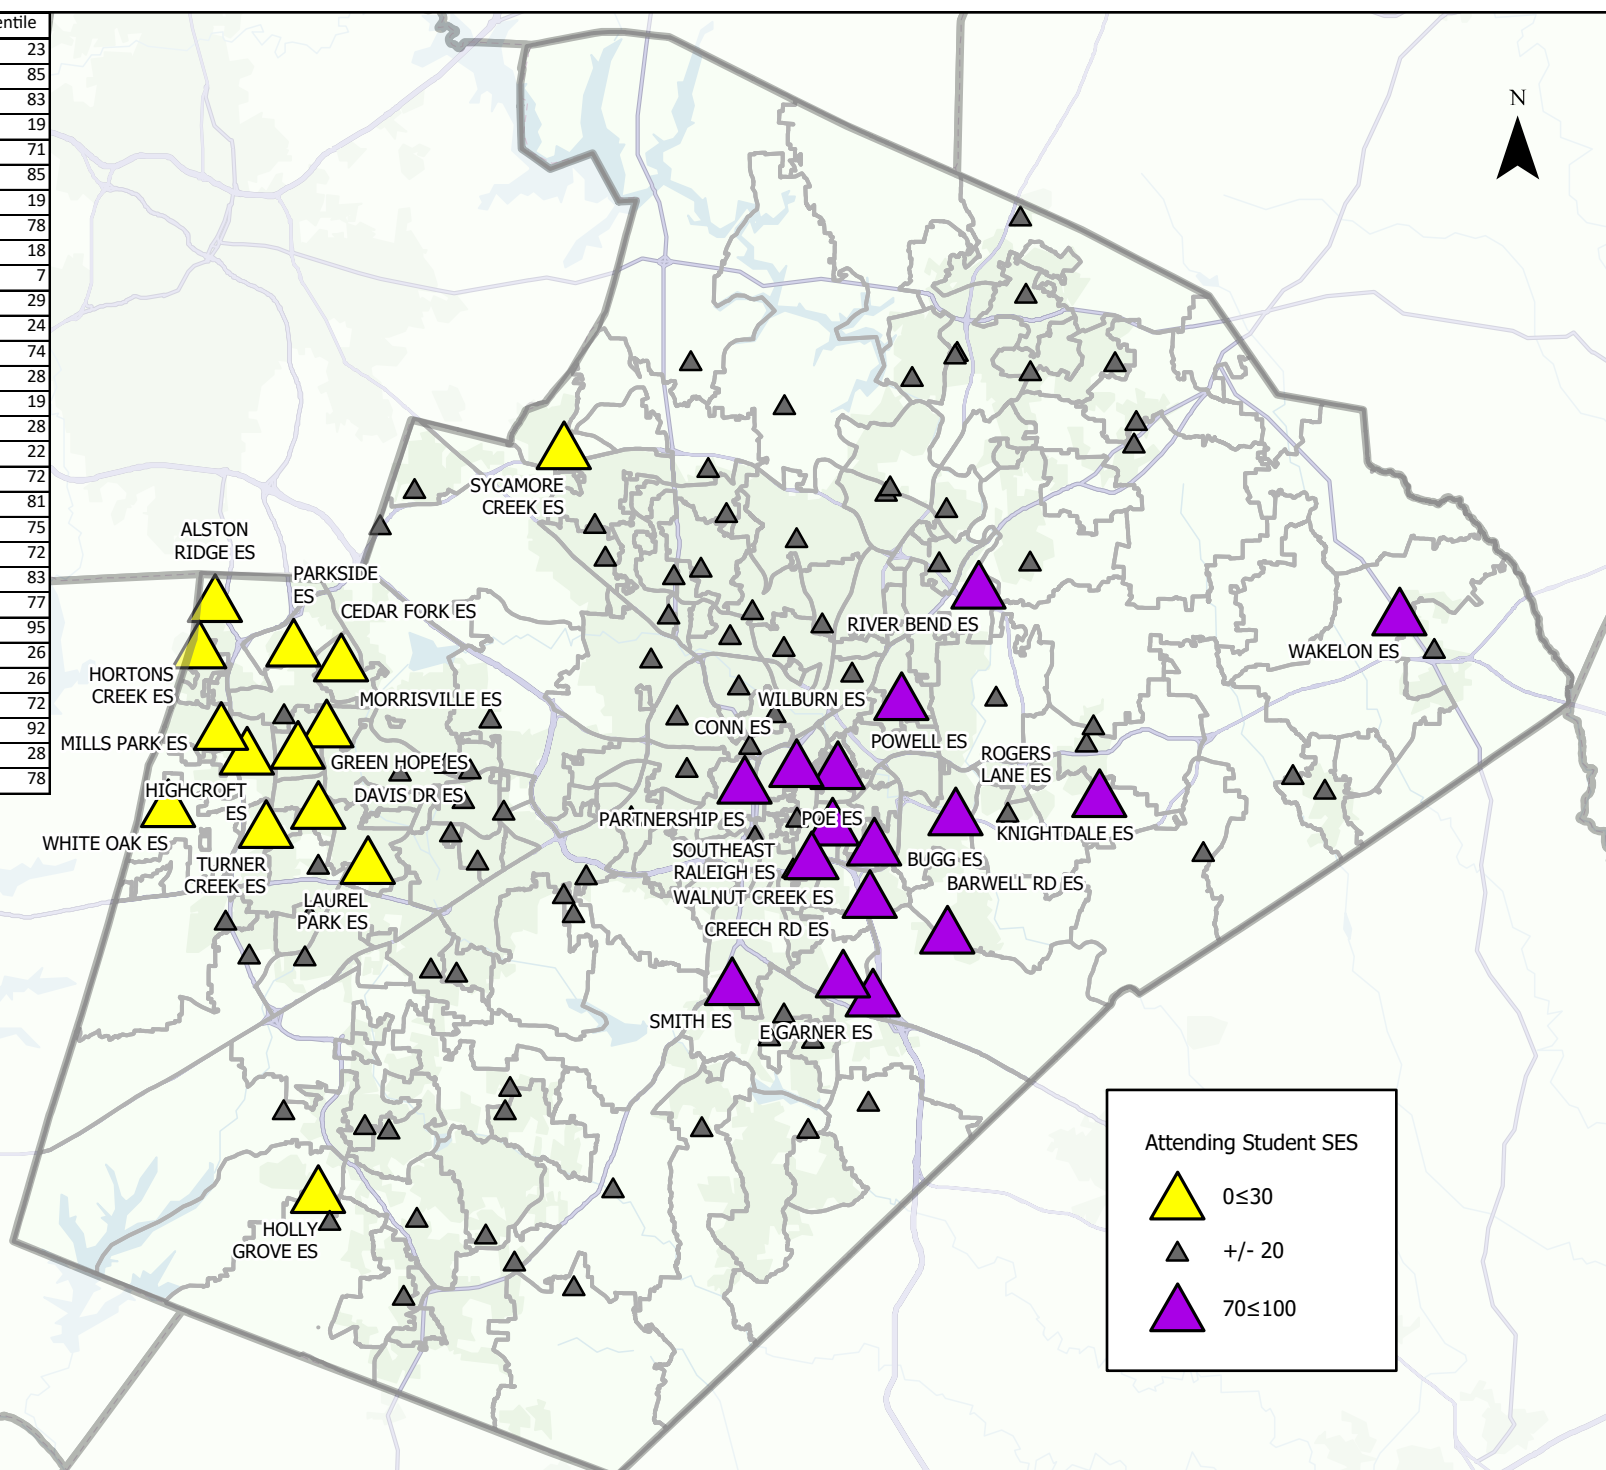 entile
23
85
83
19
71
85
19
78
18
7
29
24
74
28
19
28
22
72
81
75
72
83
77
95
26
26
72
92
28
78
N
SYCAMORE
CREEK ES
ALSTON
RIDGE ES
PARKSIDE
ES
CEDAR FORK ES
RIVER BEND ES
WAKELON ES
HORTONS
CREEK ES
MORRISVILLE ES
WILBURN ES
CONN ES
MILLS PARK ES
POWELL ES
ROGERS
LANE ES
GREEN HOPE ES
HIGHCROFT
ES
DAVIS DR ES
PARTNERSHIP ES
POE ES
KNIGHTDALE ES
WHITE OAK ES
SOUTHEAST
RALEIGH ES
BUGG ES
TURNER
CREEK ES
BARWELL RD ES
WALNUT CREEK ES
LAUREL
PARK ES
CREECH RD ES
SMITH ES
E GARNER ES
HOLLY
GROVE ES
Attending Student SES
0≤30
+/- 20
70≤100